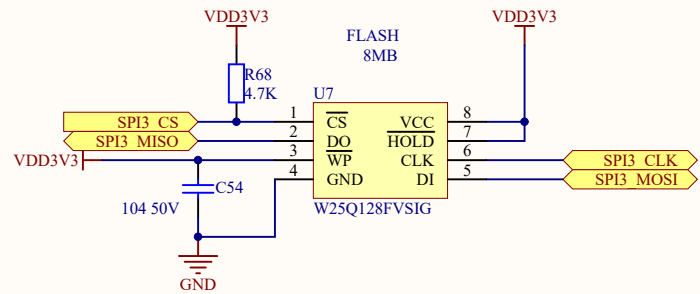 VDD3V3
VDD3V3
FLASH
8MB
R68
4.7K
U7
SPI3_CS
1
CS
VCC
8
SPI3_MISO
2
DO
HOLD
7
VDD3V3
3
WP
CLK
6
SPI3_CLK
4
GND
DI
5
SPI3_MOSI
C54
104 50V
W25Q128FVSIG
GND